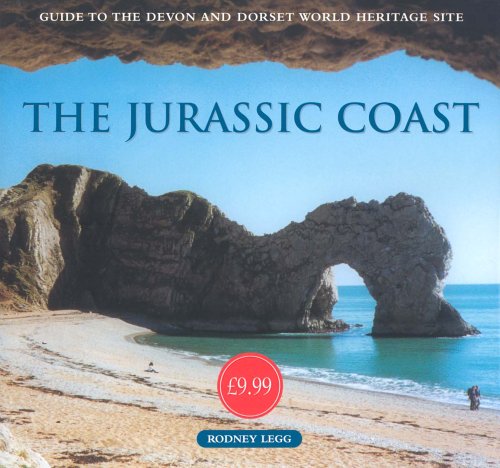 GUIDE TO THE DEVON AND DORSET WORLD HERITAGE SITE
THE JURASSIC COAST
£9.99
RODNEY LEGG